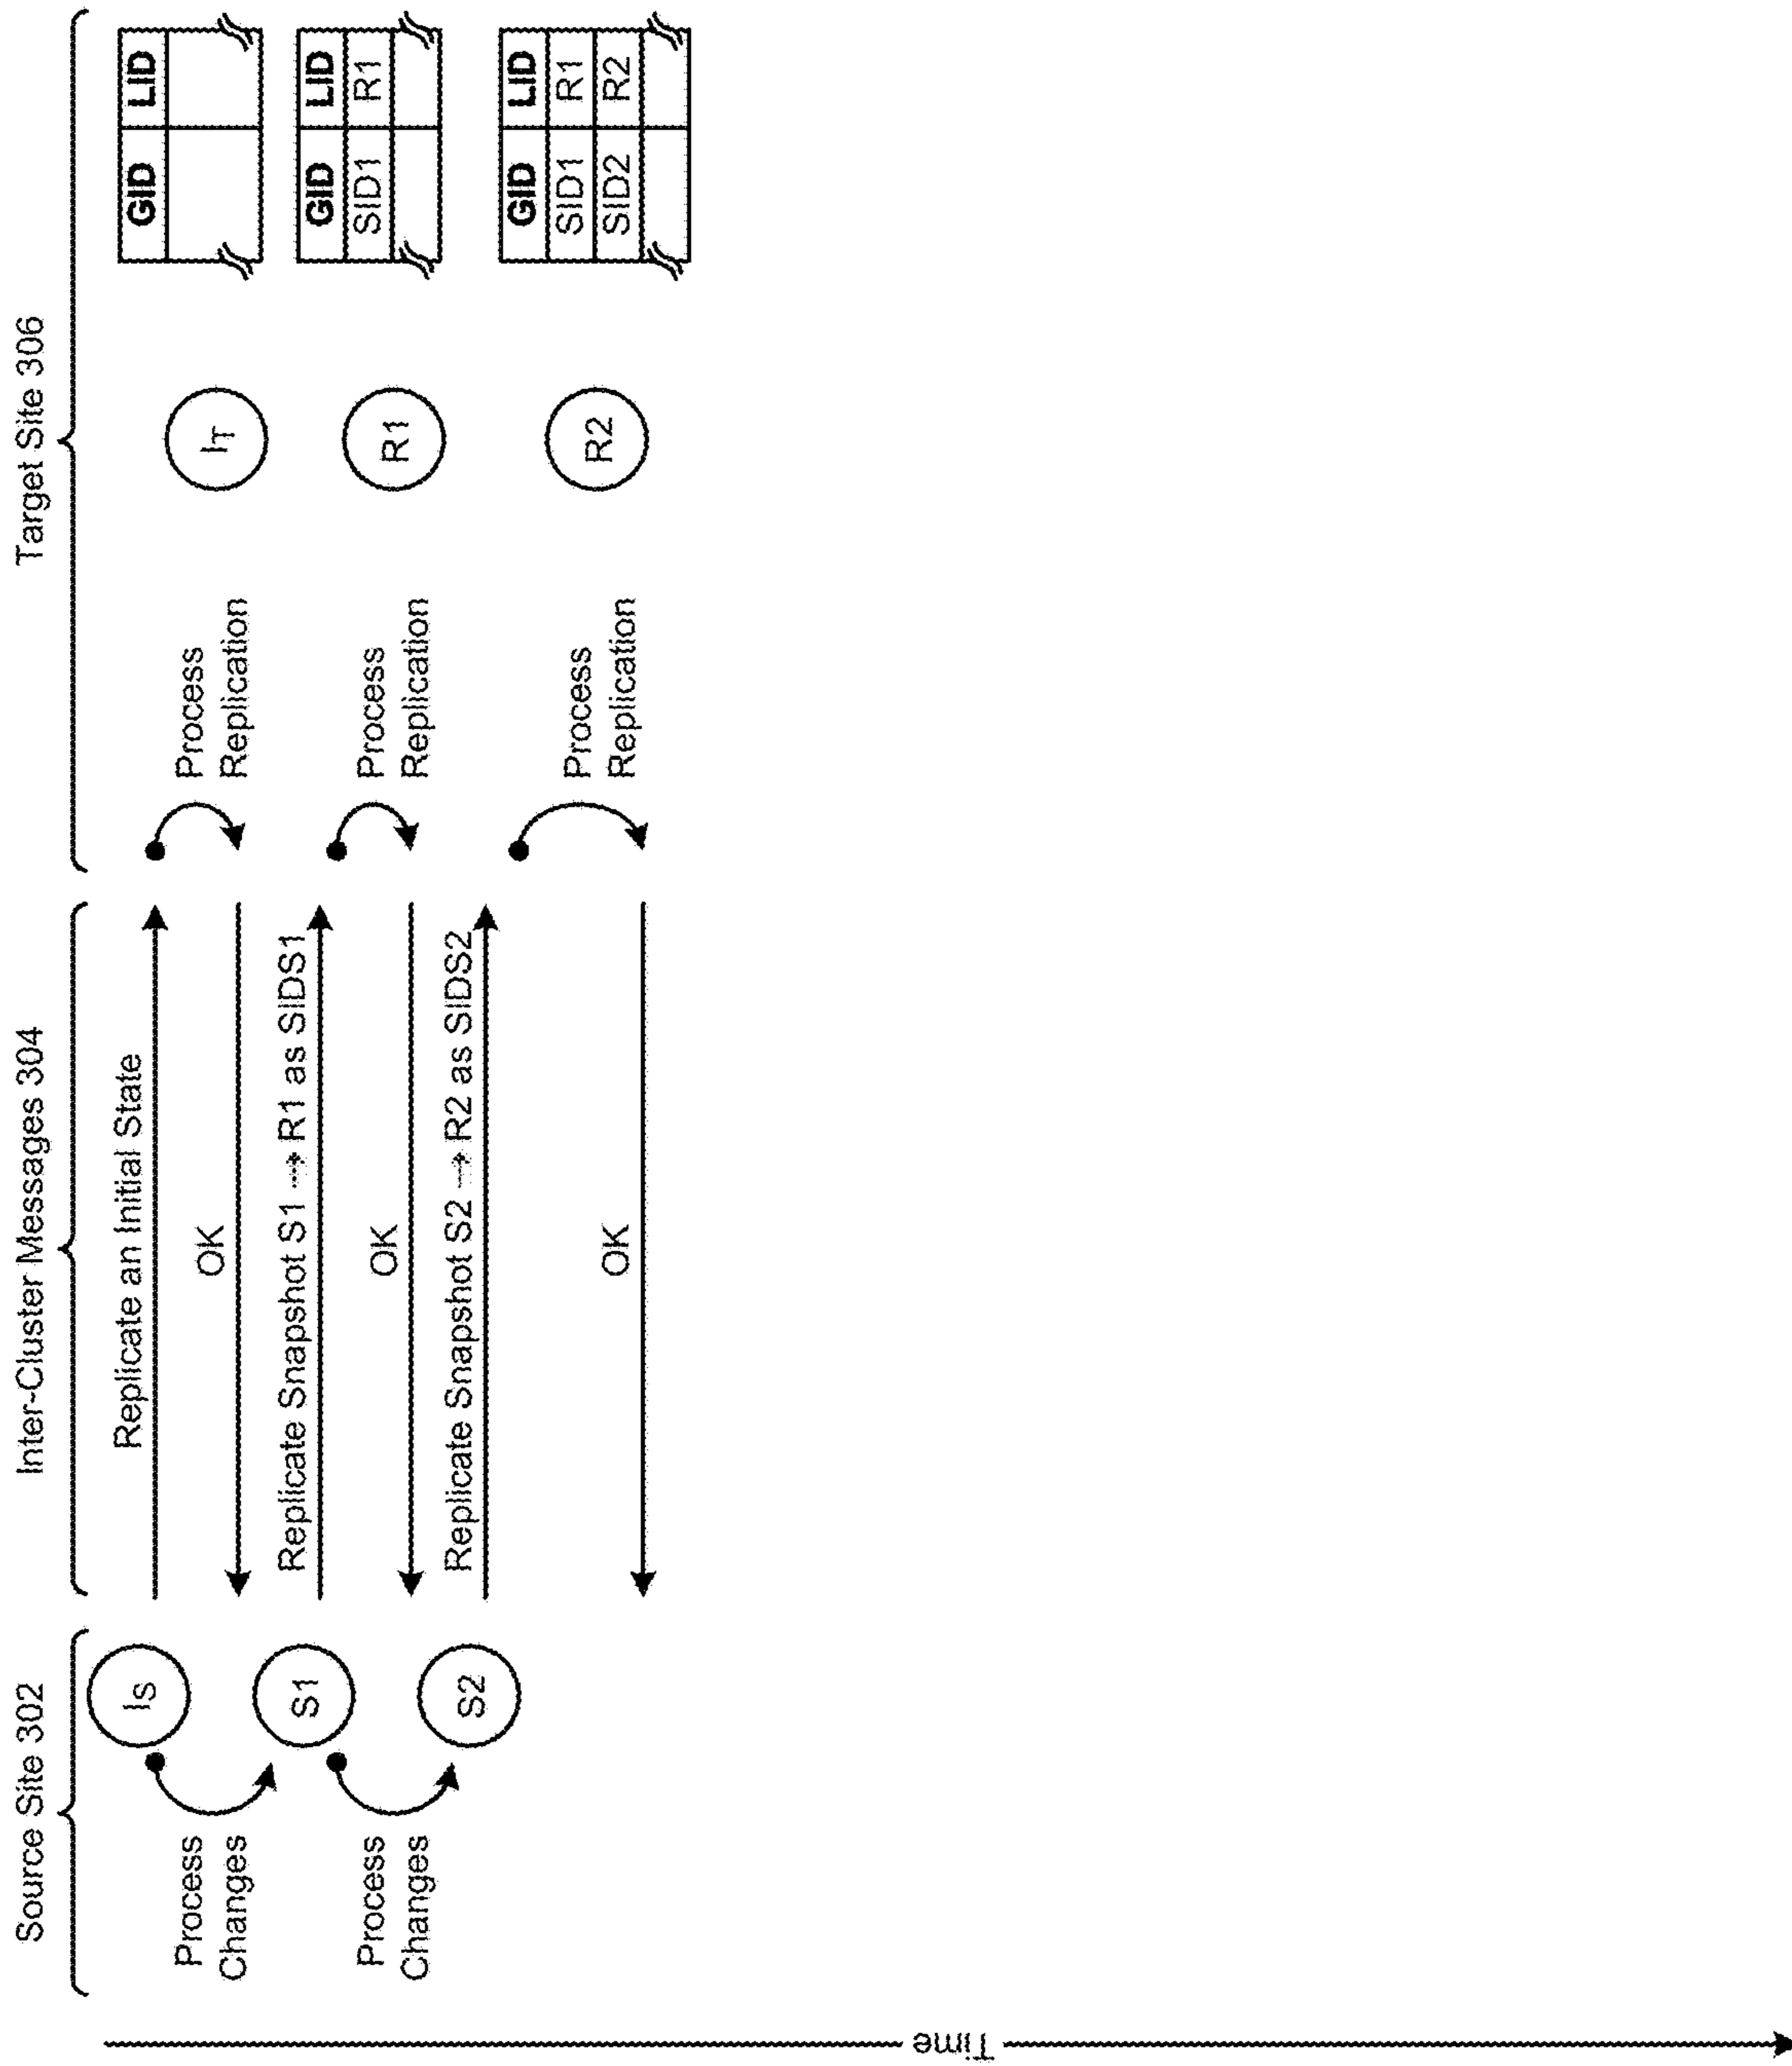 Source Site 302
Inter-Cluster Messages 304
Target Site 306
Time
IS
Process
Changes
Replicate an Initial State
Process
Replication
IT
GID LID
OK
S1
Process
Changes
Replicate Snapshot S1 → R1 as SIDS1
Process
Replication
R1
GID LID
SID1 R1
OK
S2
Replicate Snapshot S2 → R2 as SIDS2
Process
Replication
R2
GID LID
SID1 R1
SID2 R2
OK